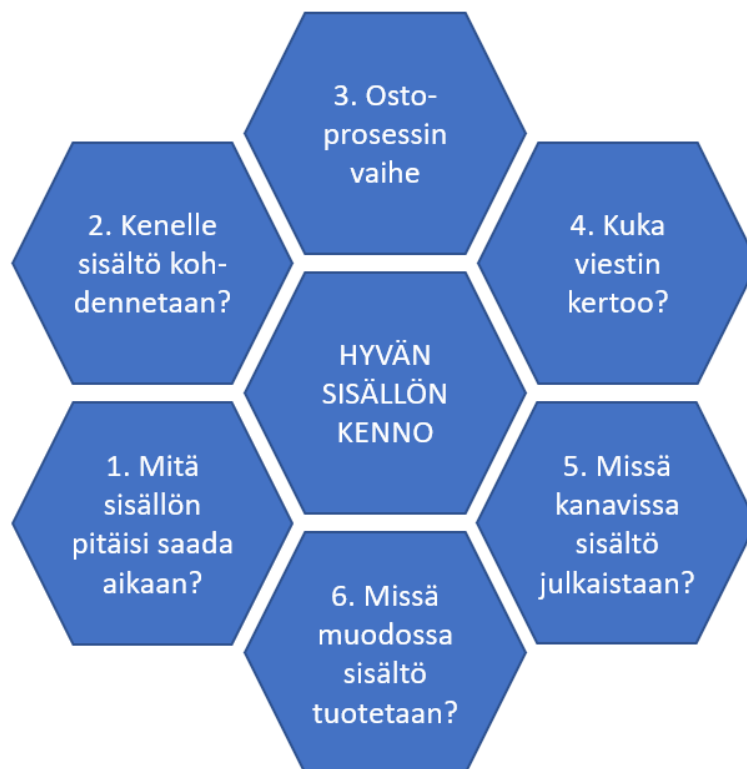 3. Osto-
prosessin
vaihe
2. Kenelle
sisältö koh-
dennetaan?
4. Kuka
viestin
kertoo?
HYVÄN
SISÄLLÖN
KENNO
1. Mitä
sisällön
pitäisi saada
aikaan?
5. Missä
kanavissa
sisältö
julkaistaan?
6. Missä
muodossa
sisältö
tuotetaan?